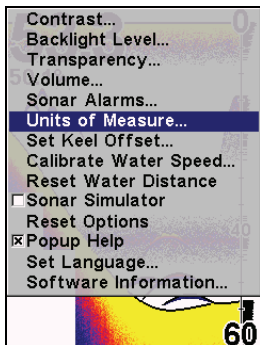 Contrast...
Backlight Level...
Transparency...
Volume...
Sonar Alarms...
Units of Measure...
Set Keel Offset...
Calibrate Water Speed...
Reset Water Distance
Sonar Simulator
Reset Options
Popup Help
Set Language...
Software Information...
0
60